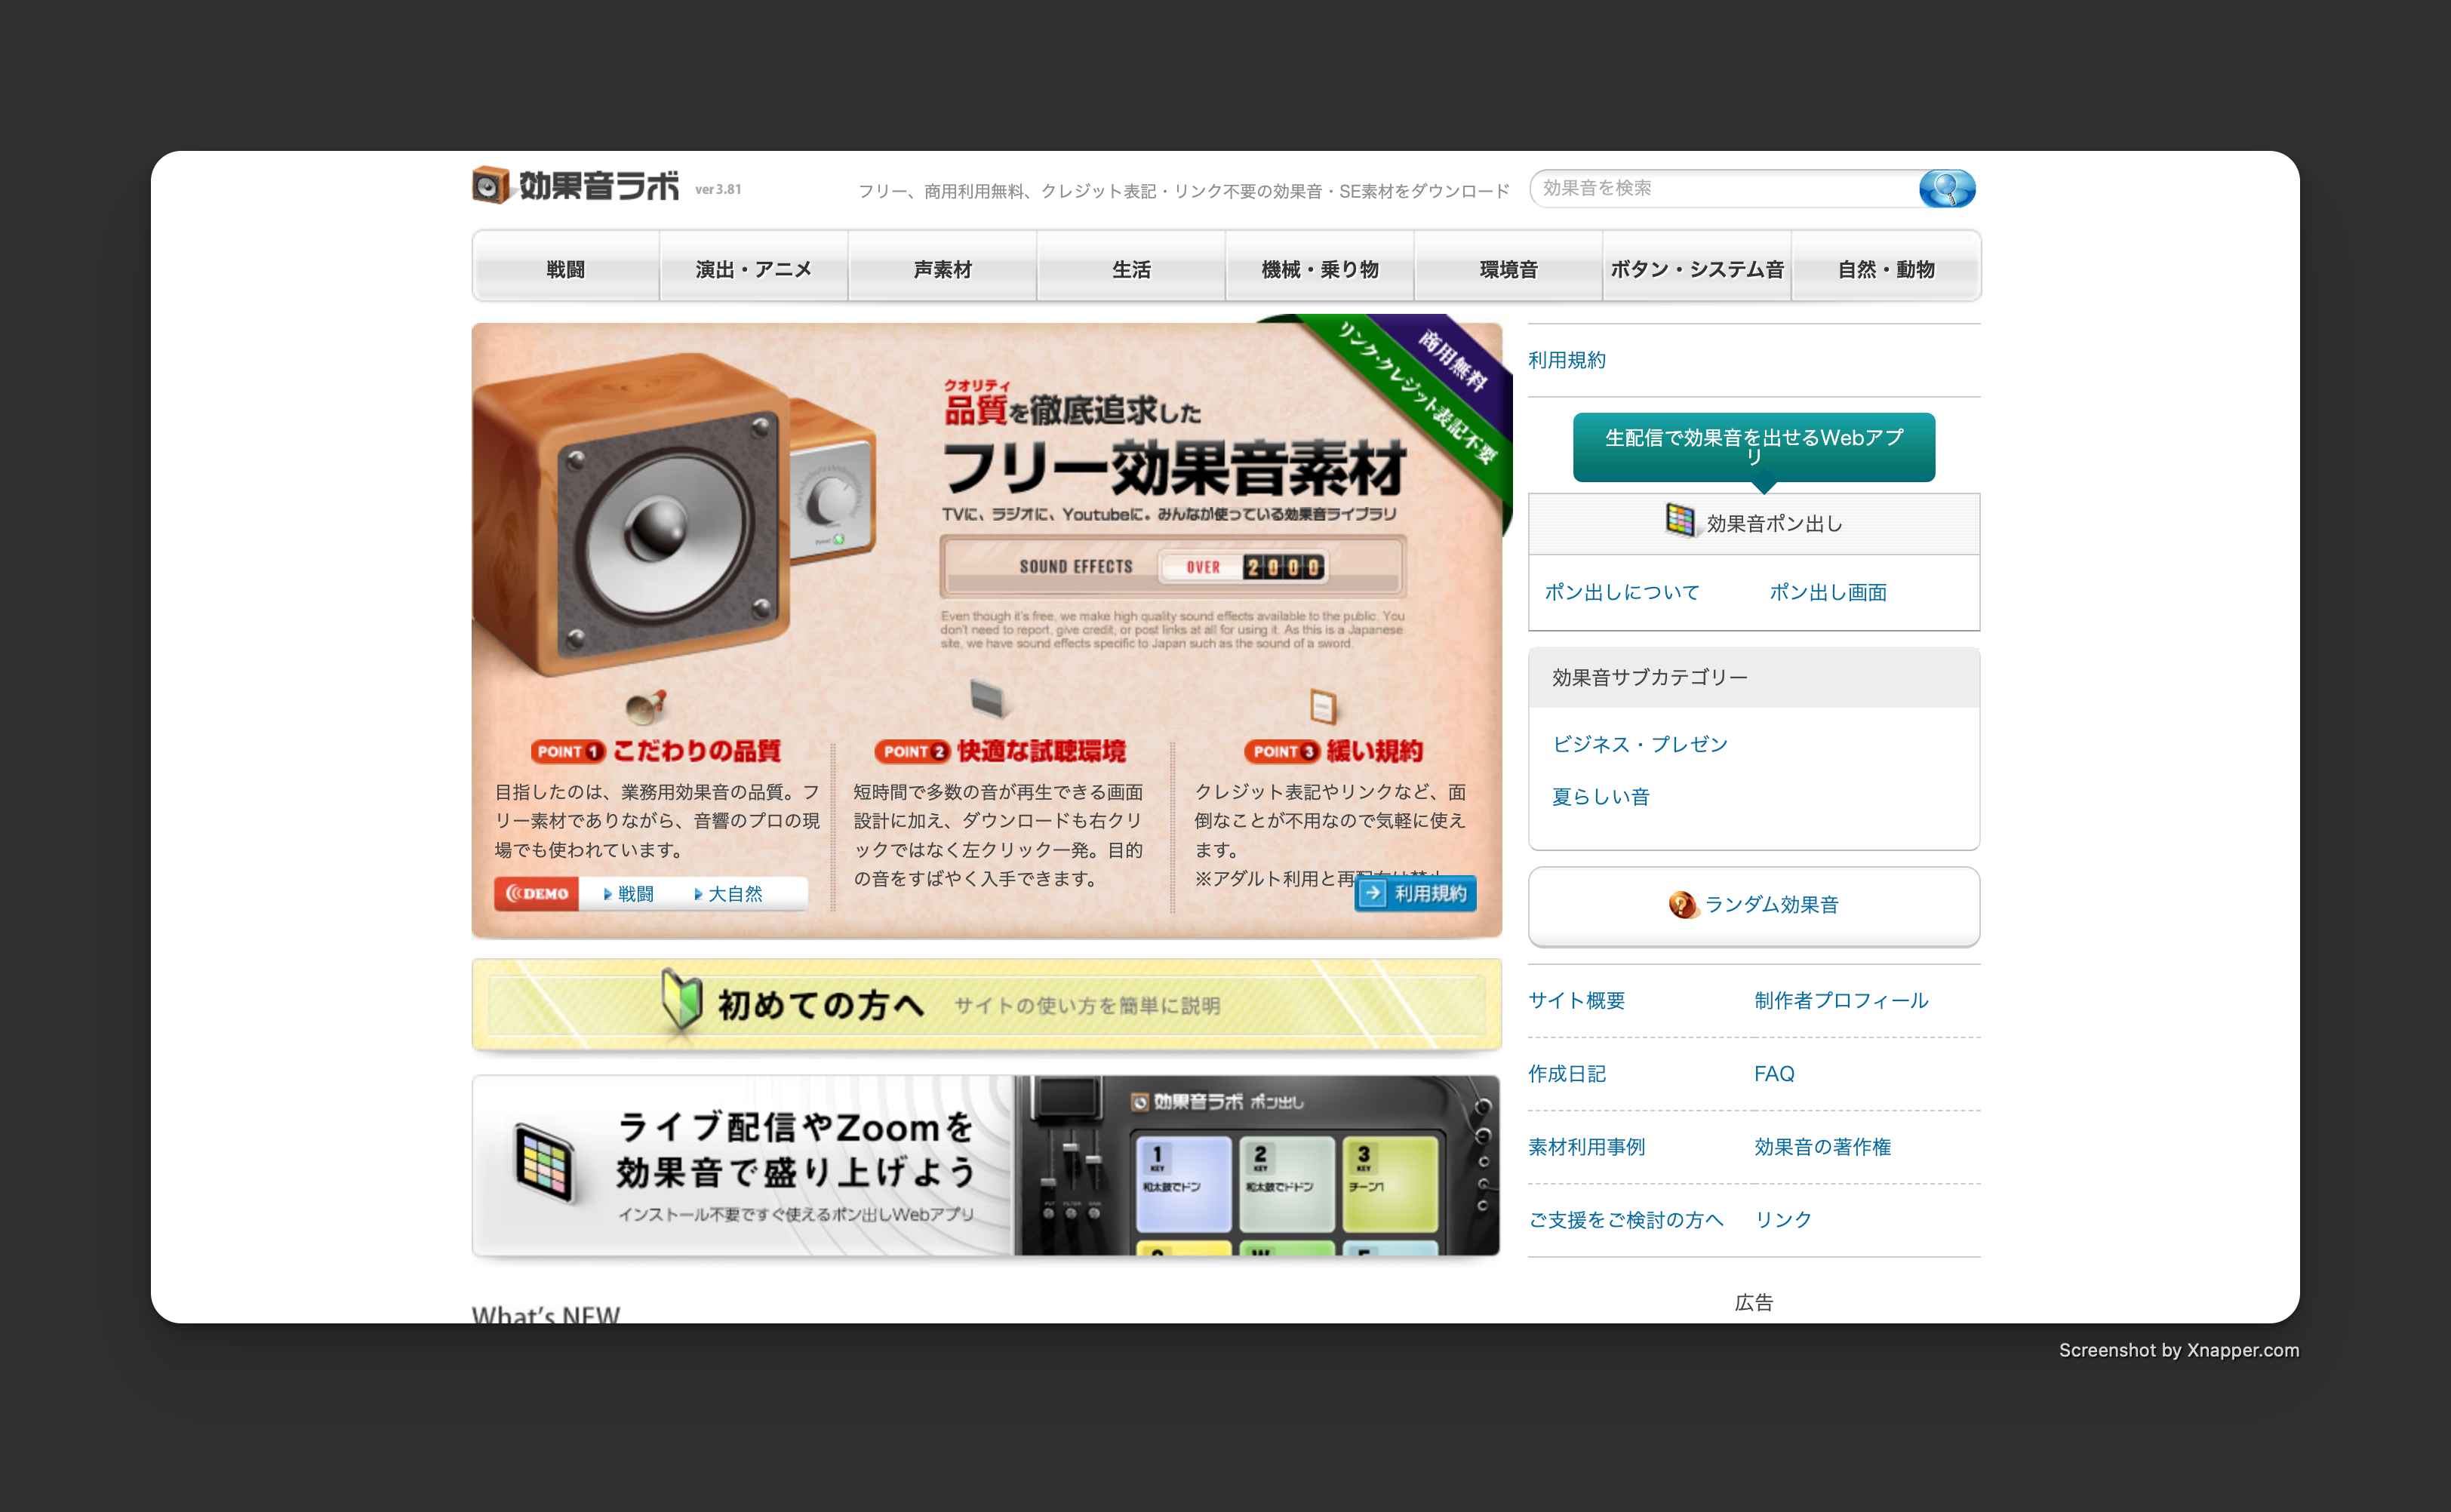 効果音ラボ ver 3.81
フリー、商用利用無料、クレジット表記・リンク不要の効果音・SE素材をダウンロード
効果音を検索
戦闘
演出・アニメ
声素材
生活
機械・乗り物
環境音
ボタン・システム音
自然・動物
商用無料
リンク・クレジット表記不要
クオリティ
品質を徹底追求した
フリー効果音素材
TVに、ラジオに、Youtubeに。みんなが使っている効果音ライブラリ
SOUND EFFECTS OVER 2000
Even though it's free, we make high quality sound effects available to the public. You
don't need to report, give credit, or post links at all for using it. As this is a Japanese
site, we have sound effects specific to Japan such as the sound of a sword.
POINT 1 こだわりの品質
目指したのは、業務用効果音の品質。フ
リー素材でありながら、音響のプロの現
場でも使われています。
DEMO 戦闘 大自然
POINT 2 快適な試聴環境
短時間で多数の音が再生できる画面
設計に加え、ダウンロードも右クリ
ックではなく左クリック一発。目的
の音をすばやく入手できます。
POINT 3 緩い規約
クレジット表記やリンクなど、面
倒なことが不用なので気軽に使え
ます。
※アダルト利用と再配布は禁止
利用規約
初めての方へ サイトの使い方を簡単に説明
ライブ配信やZoomを
効果音で盛り上げよう
インストール不要ですぐ使えるポン出しWebアプリ
効果音ラボ ポン出し
1 KEY 和太鼓でドン
2 KEY 和太鼓でドドン
3 KEY チーン1
What's NEW
利用規約
生配信で効果音を出せるWebアプ
リ
効果音ポン出し
ポン出しについて ポン出し画面
効果音サブカテゴリー
ビジネス・プレゼン
夏らしい音
ランダム効果音
サイト概要 制作者プロフィール
作成日記 FAQ
素材利用事例 効果音の著作権
ご支援をご検討の方へ リンク
広告
Screenshot by Xnapper.com